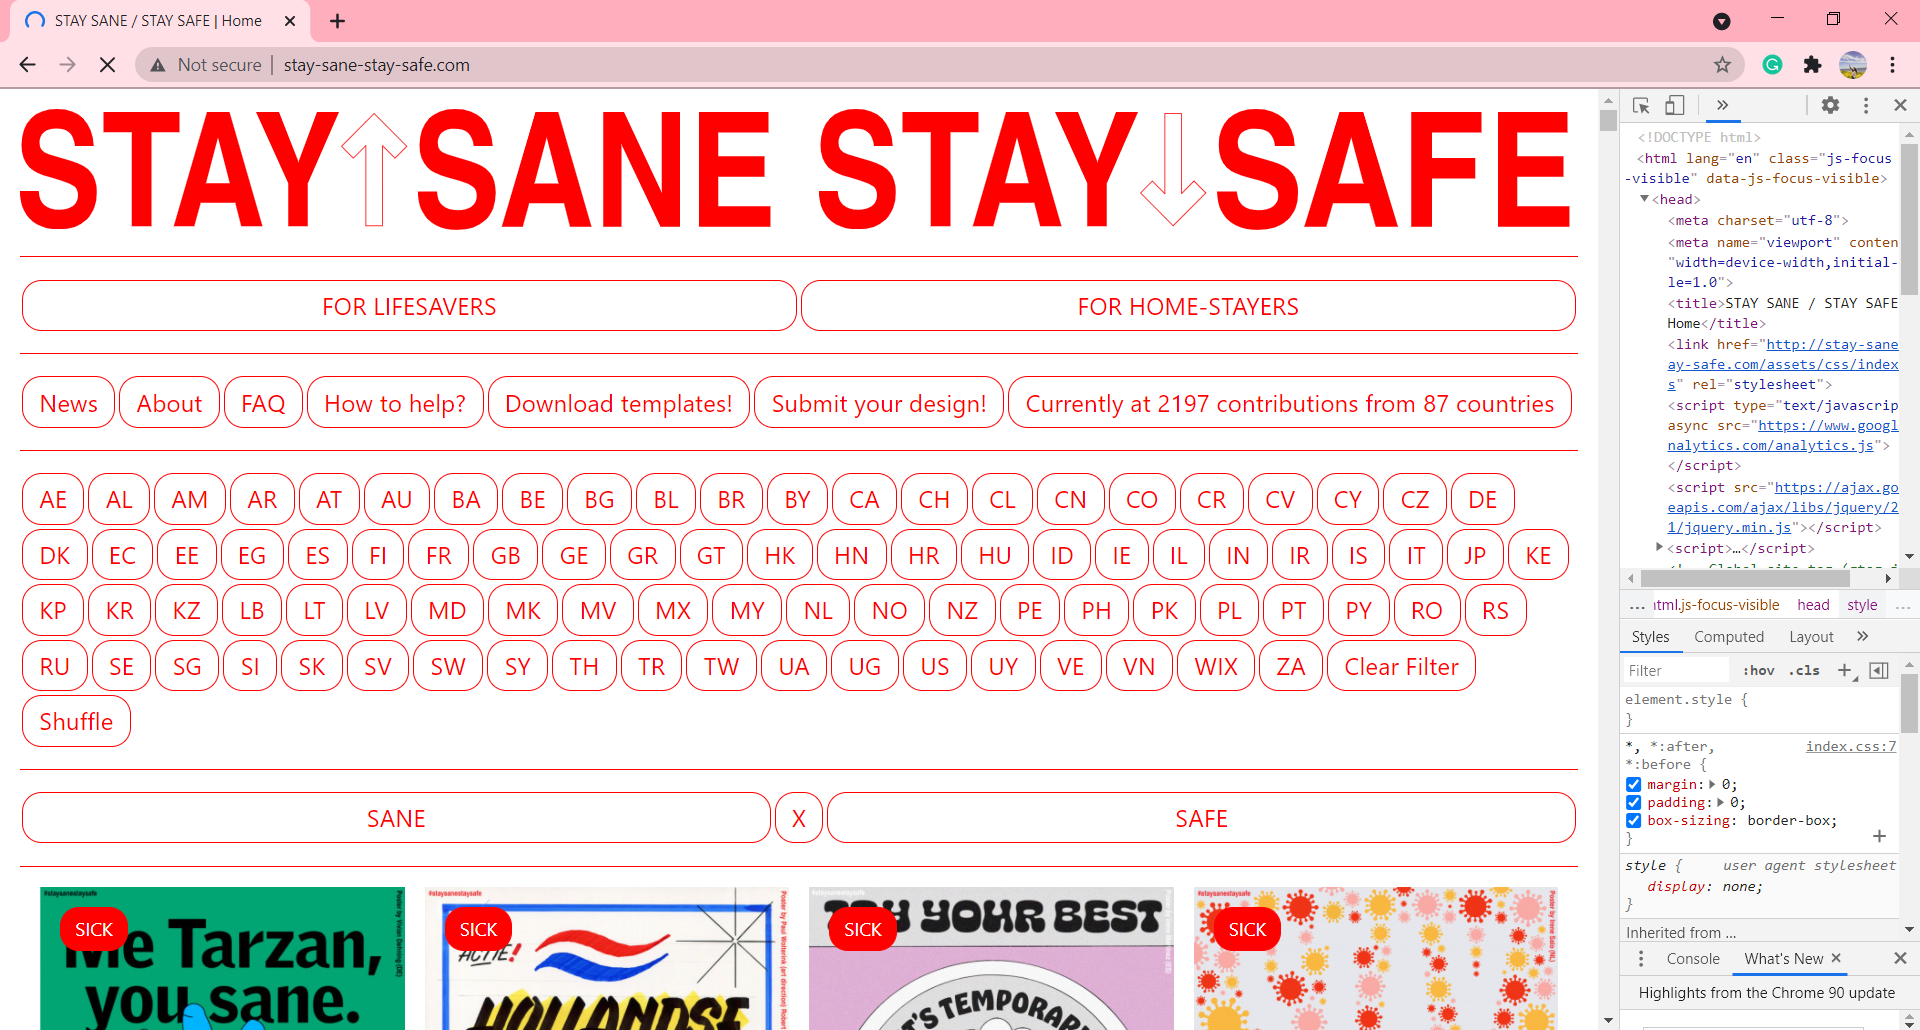 STAY SANE / STAY SAFE | Home
Not secure | stay-sane-stay-safe.com
STAY↑SANE STAY↓SAFE
FOR LIFESAVERS
FOR HOME-STAYERS
News
About
FAQ
How to help?
Download templates!
Submit your design!
Currently at 2197 contributions from 87 countries
AE AL AM AR AT AU BA BE BG BL BR BY CA CH CL CN CO CR CV CY CZ DE
DK EC EE EG ES FI FR GB GE GR GT HK HN HR HU ID IE IL IN IR IS IT JP KE
KP KR KZ LB LT LV MD MK MV MX MY NL NO NZ PE PH PK PL PT PY RO RS
RU SE SG SI SK SV SW SY TH TR TW UA UG US UY VE VN WIX ZA Clear Filter
Shuffle
SANE
X
SAFE
#staysanestaysafe
SICK
Me Tarzan,
you sane.
#staysanestaysafe
SICK
ACTIE!
HOLLANDSE
#staysanestaysafe
SICK
TRY YOUR BEST
IT'S TEMPORARY
#staysanestaysafe
SICK
<!DOCTYPE html>
<html lang="en" class="js-focus
-visible" data-js-focus-visible>
<head>
<meta charset="utf-8">
<meta name="viewport" conten
"width=device-width,initial-
le=1.0">
<title>STAY SANE / STAY SAFE
Home</title>
<link href="http://stay-sane
ay-safe.com/assets/css/index
s" rel="stylesheet">
<script type="text/javascrip
async src="https://www.googl
nalytics.com/analytics.js">
</script>
<script src="https://ajax.go
eapis.com/ajax/libs/jquery/2
1/jquery.min.js"></script>
<script>…</script>
... html.js-focus-visible head style ...
Styles Computed Layout »
Filter :hov .cls +
element.style {
}
*, *:after, index.css:7
*:before {
margin: 0;
padding: 0;
box-sizing: border-box;
}
style { user agent stylesheet
display: none;
}
Inherited from ...
Console What's New ×
Highlights from the Chrome 90 update